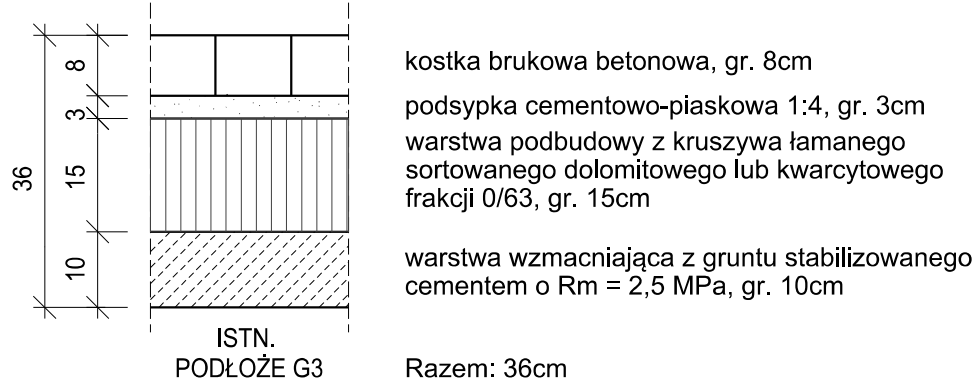 36
8
3
15
10
kostka brukowa betonowa, gr. 8cm
podsypka cementowo-piaskowa 1:4, gr. 3cm
warstwa podbudowy z kruszywa łamanego
sortowanego dolomitowego lub kwarcytowego
frakcji 0/63, gr. 15cm
warstwa wzmacniająca z gruntu stabilizowanego
cementem o Rm = 2,5 MPa, gr. 10cm
ISTN.
PODŁOŻE G3
Razem: 36cm